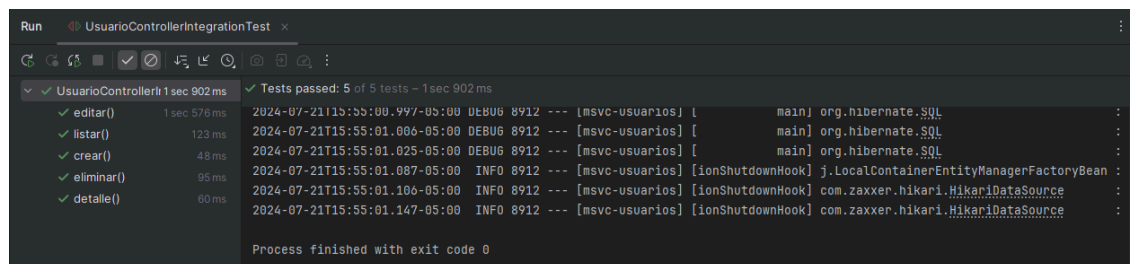 Run UsuarioControllerIntegrationTest ×
UsuarioControllerI 1 sec 902 ms
editar() 1 sec 576 ms
listar() 123 ms
crear() 48 ms
eliminar() 95 ms
detalle() 60 ms
Tests passed: 5 of 5 tests – 1 sec 902 ms
2024-07-21T15:55:00.997-05:00 DEBUG 8912 --- [msvc-usuarios] [           main] org.hibernate.SQL                        :
2024-07-21T15:55:01.006-05:00 DEBUG 8912 --- [msvc-usuarios] [           main] org.hibernate.SQL                        :
2024-07-21T15:55:01.025-05:00 DEBUG 8912 --- [msvc-usuarios] [           main] org.hibernate.SQL                        :
2024-07-21T15:55:01.087-05:00  INFO 8912 --- [msvc-usuarios] [ionShutdownHook] j.LocalContainerEntityManagerFactoryBean :
2024-07-21T15:55:01.106-05:00  INFO 8912 --- [msvc-usuarios] [ionShutdownHook] com.zaxxer.hikari.HikariDataSource       :
2024-07-21T15:55:01.147-05:00  INFO 8912 --- [msvc-usuarios] [ionShutdownHook] com.zaxxer.hikari.HikariDataSource       :
Process finished with exit code 0